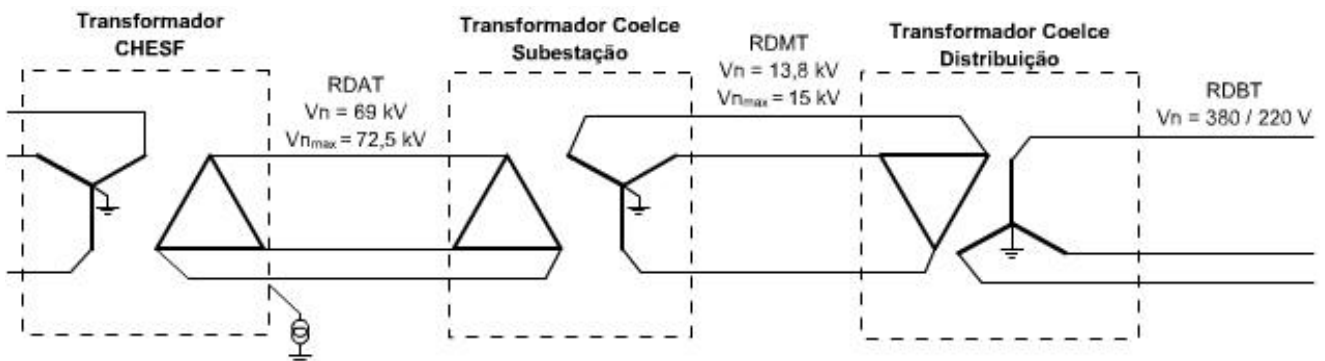 Transformador
CHESF
RDAT
Vn = 69 kV
Vnmax = 72,5 kV
Transformador Coelce
Subestação
RDMT
Vn = 13,8 kV
Vnmax = 15 kV
Transformador Coelce
Distribuição
RDBT
Vn = 380 / 220 V